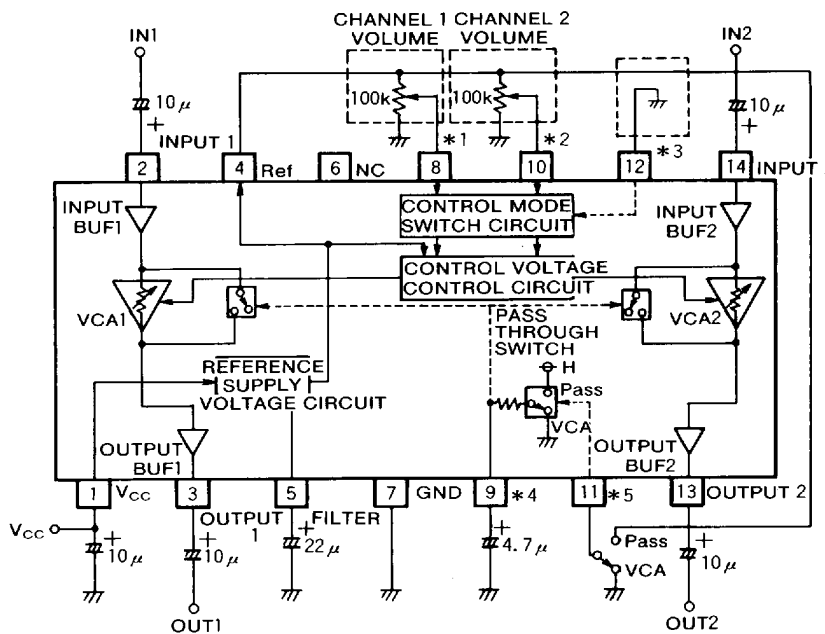 CHANNEL 1 CHANNEL 2
VOLUME VOLUME
IN1
IN2
10μ
+
100k
100k
10μ
+
INPUT 1
*1
*2
*3
2
4
Ref
6
NC
8
10
12
14
INPUT
INPUT
BUF1
CONTROL MODE
SWITCH CIRCUIT
INPUT
BUF2
CONTROL VOLTAGE
CONTROL CIRCUIT
VCA1
VCA2
PASS
THROUGH
SWITCH
H
Pass
VCA
REFERENCE
SUPPLY
VOLTAGE CIRCUIT
OUTPUT
BUF1
OUTPUT
BUF2
1
VCC
3
5
7
GND
9
*4
11
*5
13
OUTPUT 2
OUTPUT
1
FILTER
VCC
+
10μ
+
10μ
+
22μ
+
4.7μ
Pass
VCA
+
10μ
OUT1
OUT2